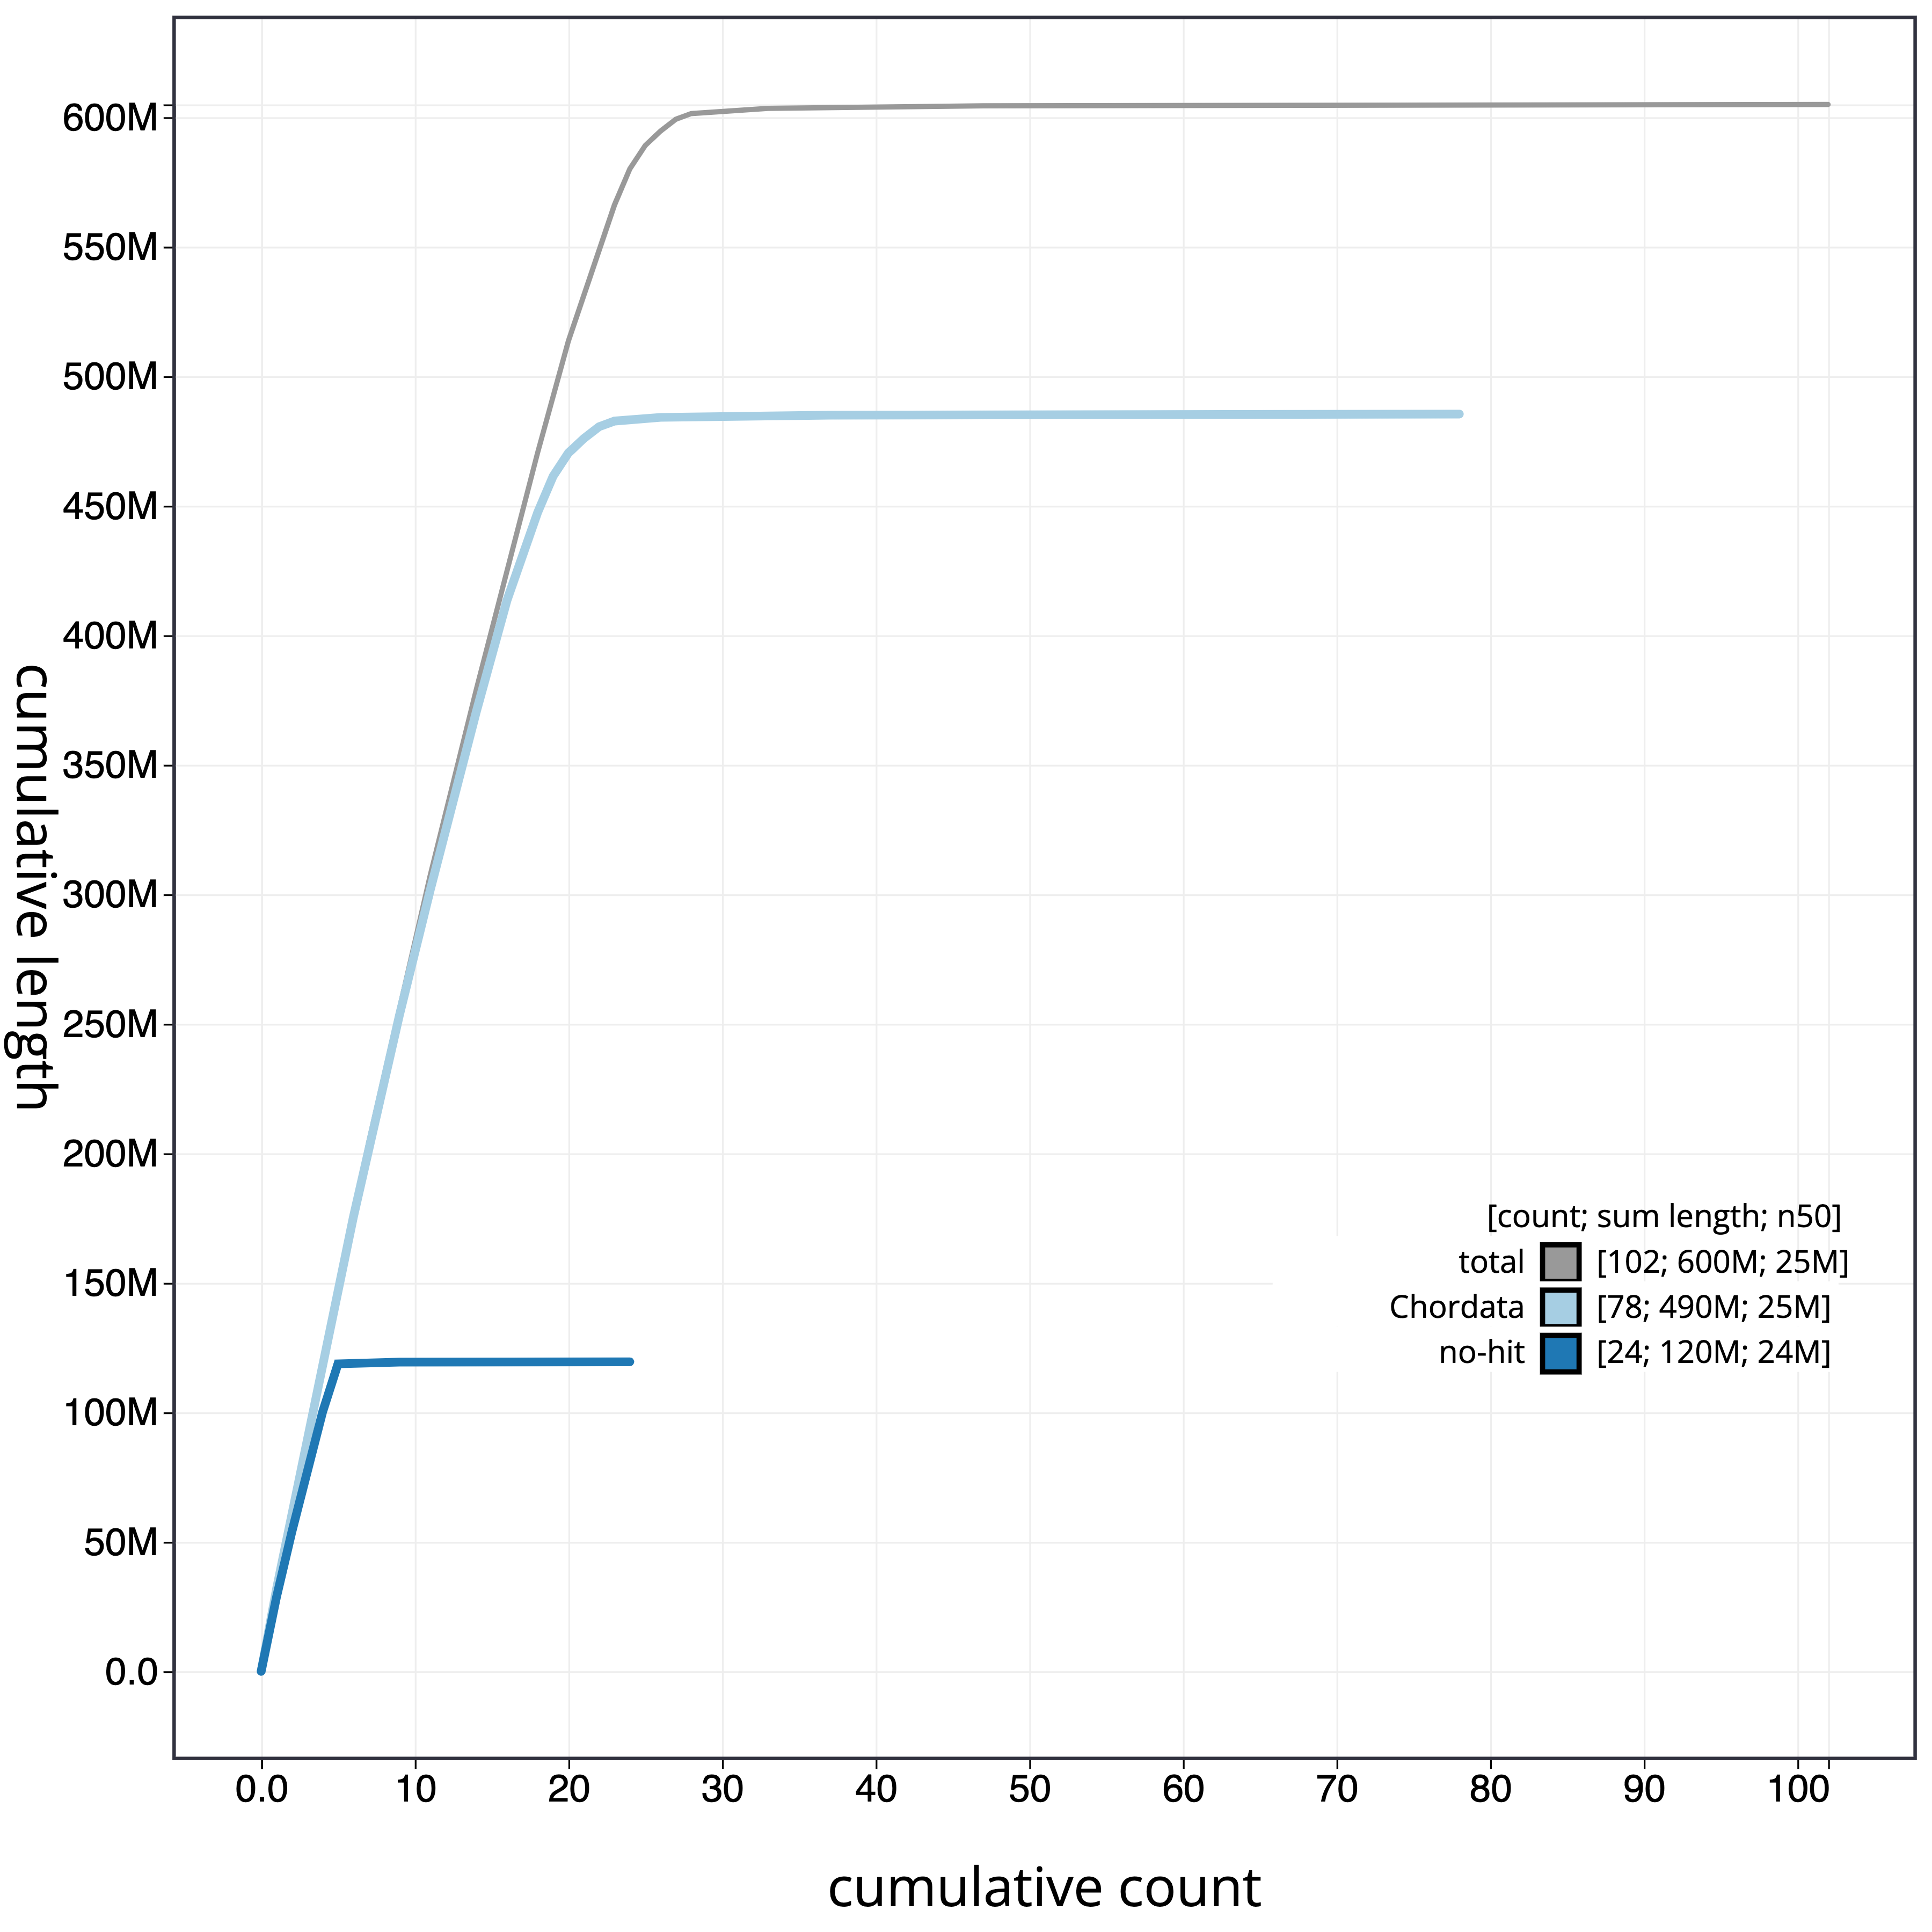 600M
550M
500M
450M
400M
350M
300M
250M
200M
150M
100M
50M
0.0
cumulative length
[count; sum length; n50]
total [102; 600M; 25M]
Chordata [78; 490M; 25M]
no-hit [24; 120M; 24M]
0.0 10 20 30 40 50 60 70 80 90 100
cumulative count